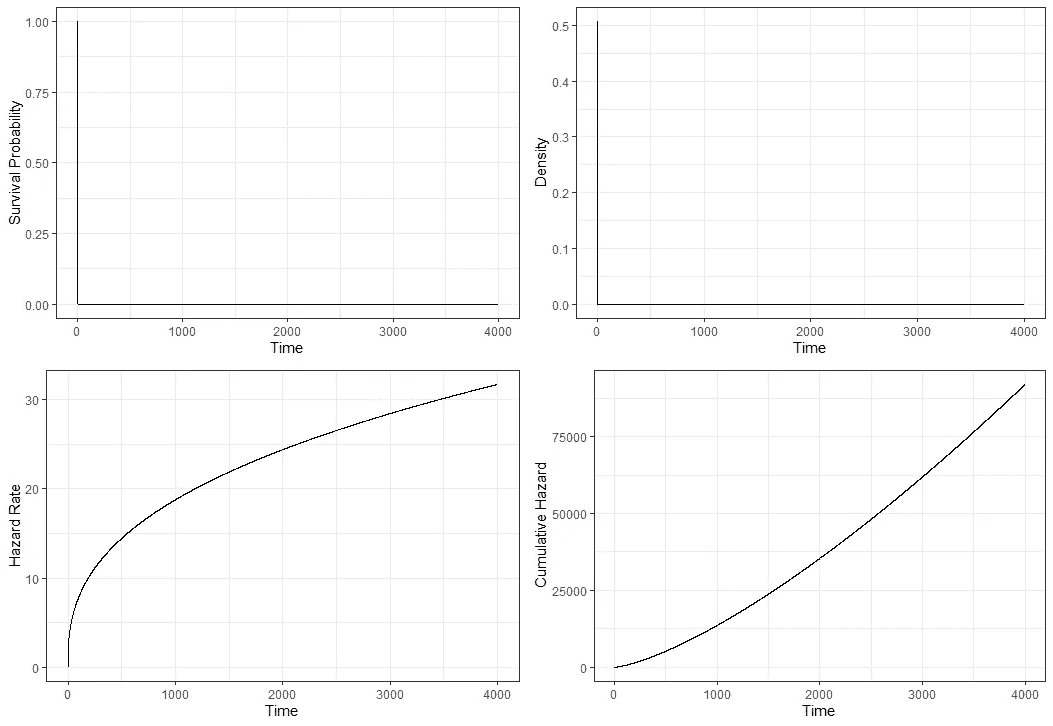 Survival Probability
1.00
0.75
0.50
0.25
0.00
0 1000 2000 3000 4000
Time
Density
0.5
0.4
0.3
0.2
0.1
0.0
0 1000 2000 3000 4000
Time
Hazard Rate
30
20
10
0
0 1000 2000 3000 4000
Time
Cumulative Hazard
75000
50000
25000
0
0 1000 2000 3000 4000
Time